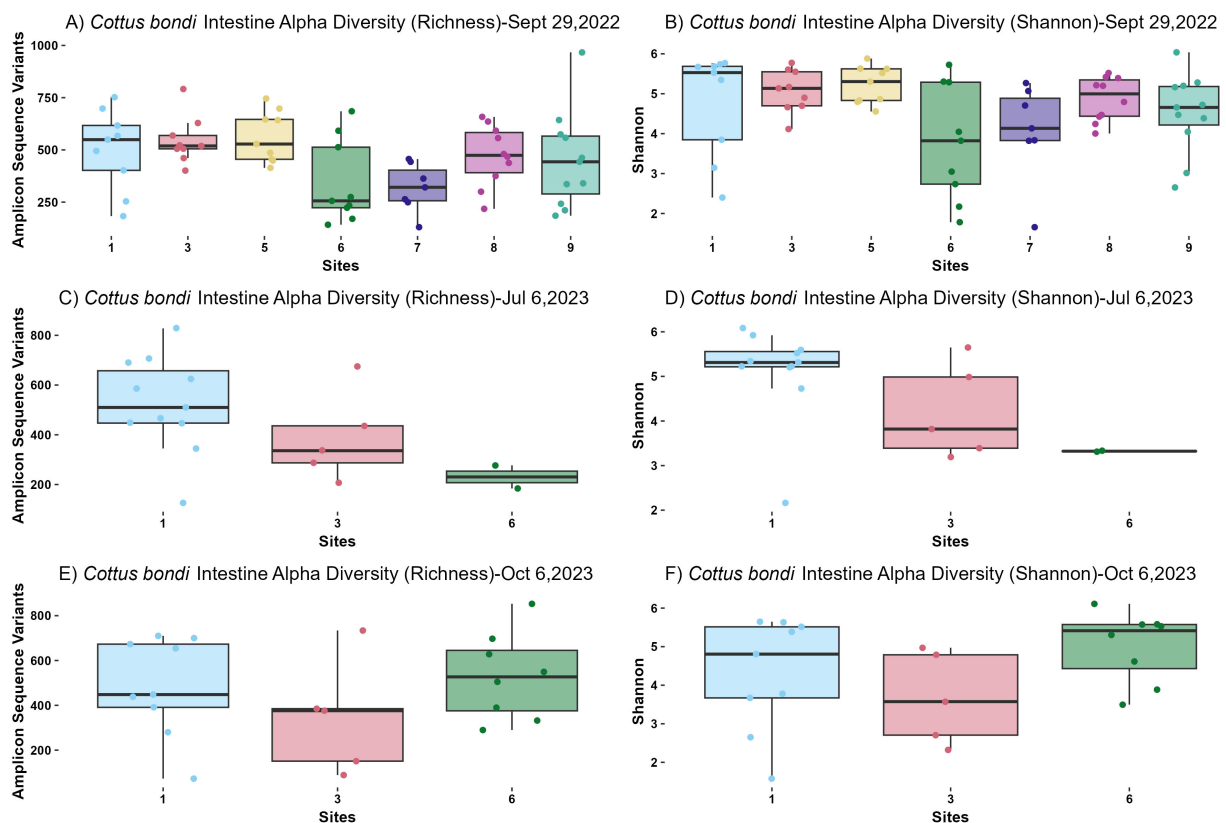 A) Cottus bondi Intestine Alpha Diversity (Richness)-Sept 29,2022
Amplicon Sequence Variants
1000
750
500
250
1 3 5 6 7 8 9
Sites
B) Cottus bondi Intestine Alpha Diversity (Shannon)-Sept 29,2022
Shannon
6
5
4
3
2
1 3 5 6 7 8 9
Sites
C) Cottus bondi Intestine Alpha Diversity (Richness)-Jul 6,2023
Amplicon Sequence Variants
800
600
400
200
1 3 6
Sites
D) Cottus bondi Intestine Alpha Diversity (Shannon)-Jul 6,2023
Shannon
6
5
4
3
2
1 3 6
Sites
E) Cottus bondi Intestine Alpha Diversity (Richness)-Oct 6,2023
Amplicon Sequence Variants
800
600
400
200
1 3 6
Sites
F) Cottus bondi Intestine Alpha Diversity (Shannon)-Oct 6,2023
Shannon
6
5
4
3
2
1 3 6
Sites